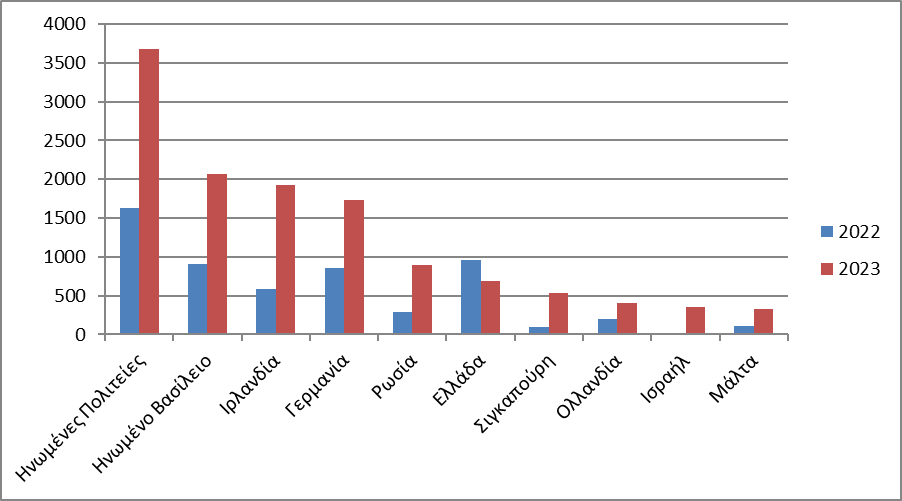 4000
3500
3000
2500
2000
1500
1000
500
0
Ηνωμένες Πολιτείες
Ηνωμένο Βασίλειο
Ιρλανδία
Γερμανία
Ρωσία
Ελλάδα
Σιγκαπούρη
Ολλανδία
Ισραήλ
Μάλτα
2022
2023